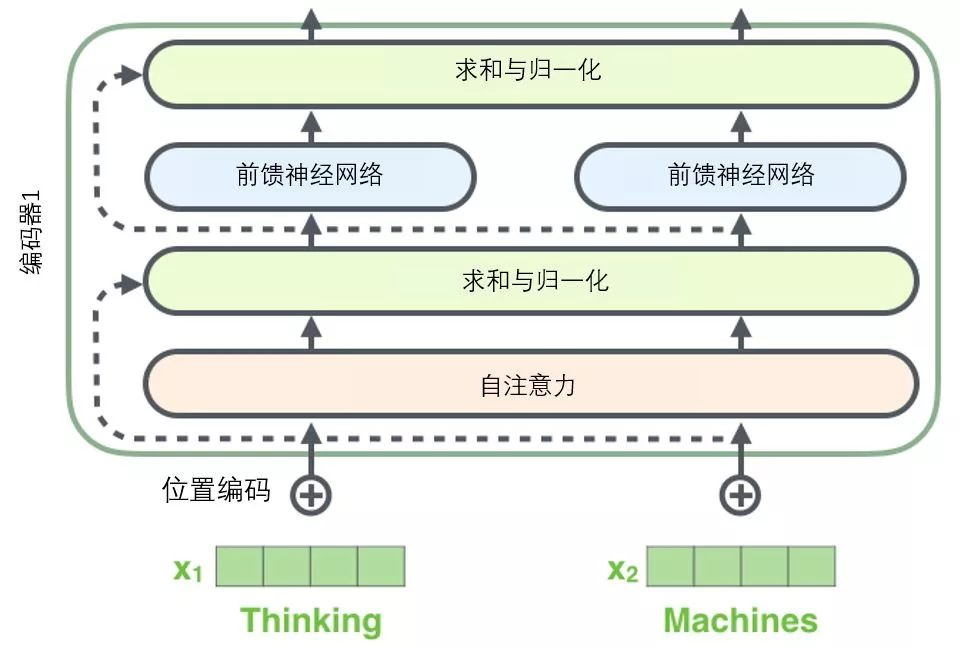 求和与归一化
前馈神经网络
前馈神经网络
编码器1
求和与归一化
自注意力
位置编码
x1
x2
Thinking
Machines